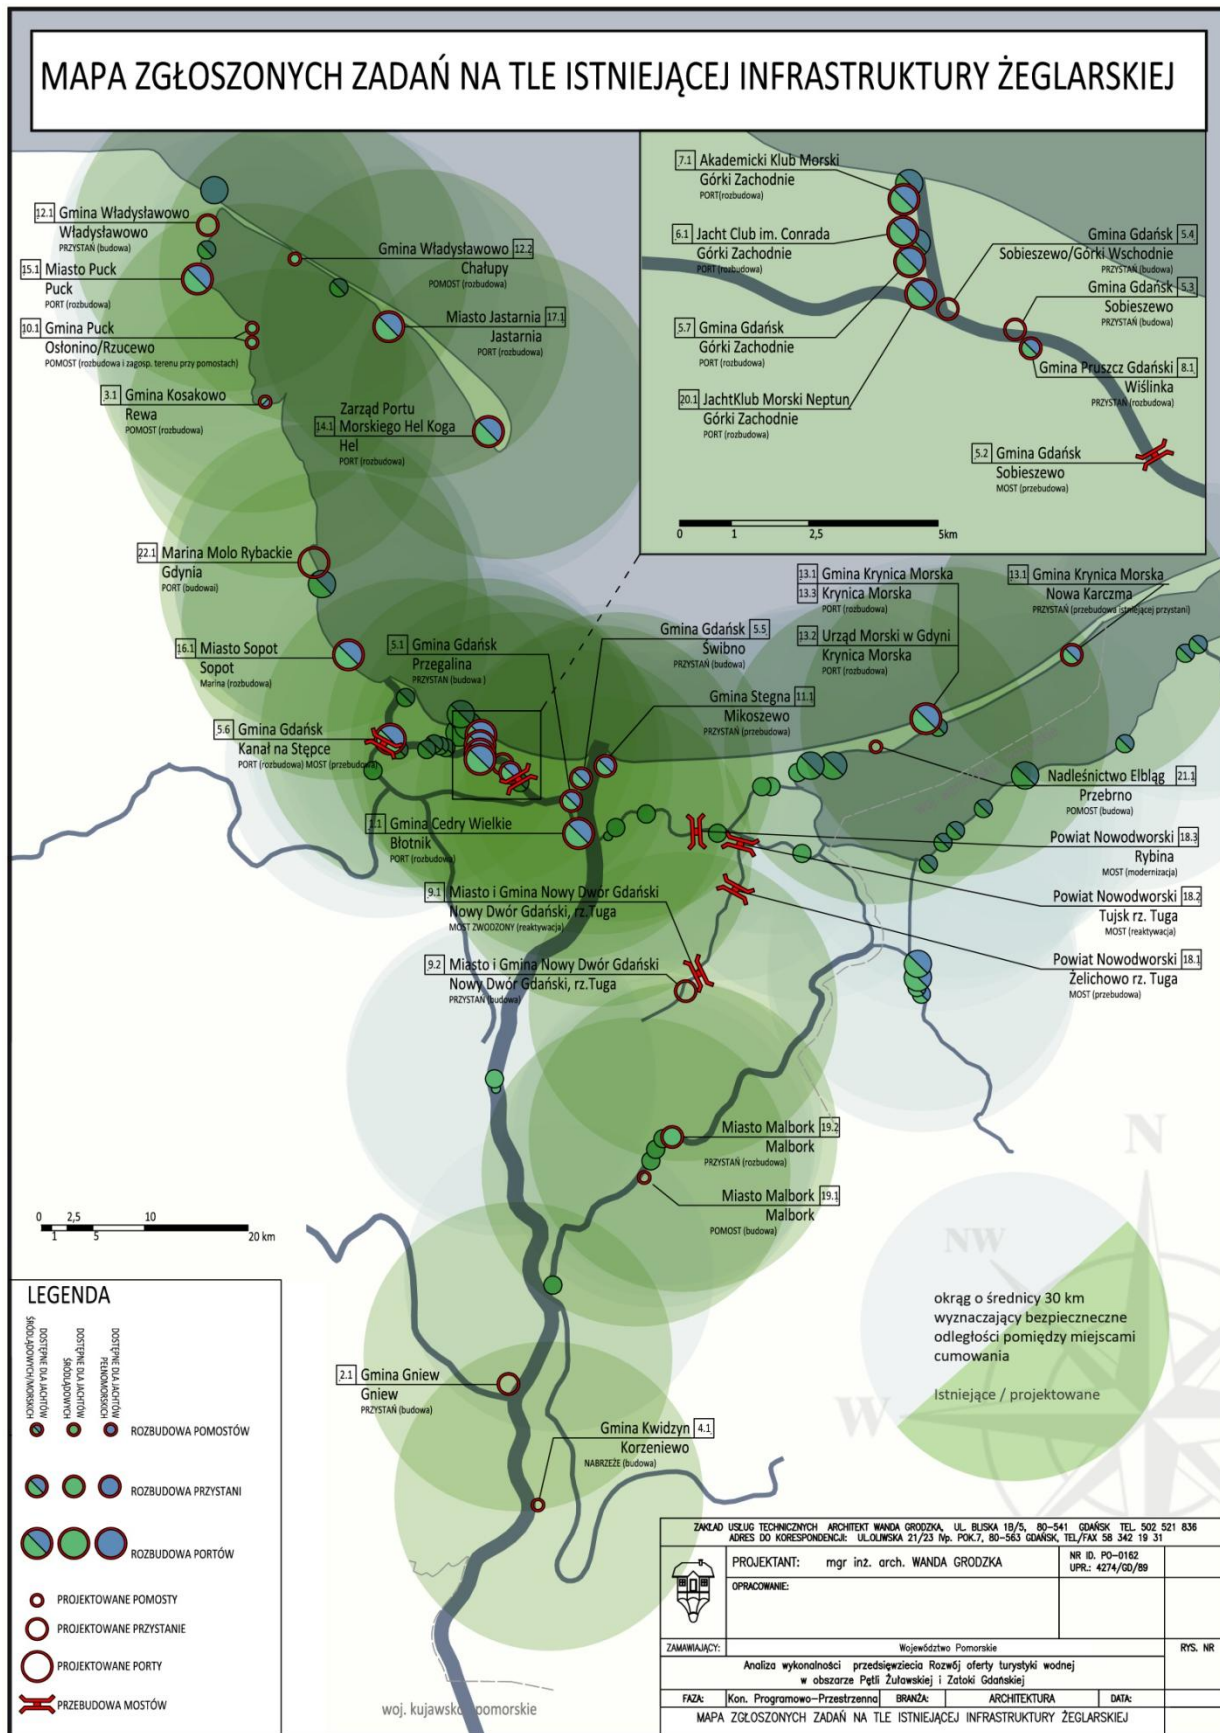 MAPA ZGŁOSZONYCH ZADAŃ NA TLE ISTNIEJĄCEJ INFRASTRUKTURY ŻEGLARSKIEJ
12.1 Gmina Władysławowo
Władysławowo
PRZYSTAŃ (budowa)
15.1 Miasto Puck
Puck
PORT (rozbudowa)
10.1 Gmina Puck
Osłonino/Rzucewo
POMOST (rozbudowa i zagosp. terenu przy pomostach)
3.1 Gmina Kosakowo
Rewa
POMOST (rozbudowa)
Gmina Władysławowo 12.2
Chałupy
POMOST (rozbudowa)
Miasto Jastarnia 17.1
Jastarnia
PORT (rozbudowa)
Zarząd Portu
14.1 Morskiego Hel Koga
Hel
PORT (rozbudowa)
7.1 Akademicki Klub Morski
Górki Zachodnie
PORT(rozbudowa)
6.1 Jacht Club im. Conrada
Górki Zachodnie
PORT (rozbudowa)
5.7 Gmina Gdańsk
Górki Zachodnie
PORT (rozbudowa)
20.1 JachtKlub Morski Neptun
Górki Zachodnie
PORT (rozbudowa)
Gmina Gdańsk 5.4
Sobieszewo/Górki Wschodnie
PRZYSTAŃ (budowa)
Gmina Gdańsk 5.3
Sobieszewo
PRZYSTAŃ (budowa)
Gmina Pruszcz Gdański 8.1
Wiślinka
PRZYSTAŃ (rozbudowa)
5.2 Gmina Gdańsk
Sobieszewo
MOST (przebudowa)
0 1 2,5 5km
22.1 Marina Molo Rybackie
Gdynia
PORT (budowai)
16.1 Miasto Sopot
Sopot
Marina (rozbudowa)
5.1 Gmina Gdańsk
Przegalina
PRZYSTAŃ (budowa )
5.6 Gmina Gdańsk
Kanał na Stępce
PORT (rozbudowa) MOST (przebudowa)
Gmina Gdańsk 5.5
Świbno
PRZYSTAŃ (budowa)
Gmina Stegna 11.1
Mikoszewo
PRZYSTAŃ (przebudowa)
13.1 Gmina Krynica Morska
13.3 Krynica Morska
PORT (rozbudowa)
13.2 Urząd Morski w Gdyni
Krynica Morska
PORT (rozbudowa)
13.1 Gmina Krynica Morska
Nowa Karczma
PRZYSTAŃ (przebudowa istniejącej przystani)
Nadleśnictwo Elbląg 21.1
Przebrno
POMOST (budowa)
1.1 Gmina Cedry Wielkie
Błotnik
PORT (rozbudowa)
Powiat Nowodworski 18.3
Rybina
MOST (modernizacja)
Powiat Nowodworski 18.2
Tujsk rz. Tuga
MOST (reaktywacja)
Powiat Nowodworski 18.1
Żelichowo rz. Tuga
MOST (przebudowa)
9.1 Miasto i Gmina Nowy Dwór Gdański
Nowy Dwór Gdański, rz.Tuga
MOST ZWODZONY (reaktywacja)
9.2 Miasto i Gmina Nowy Dwór Gdański
Nowy Dwór Gdański, rz.Tuga
PRZYSTAŃ (budowa)
Miasto Malbork 19.2
Malbork
PRZYSTAŃ (rozbudowa)
Miasto Malbork 19.1
Malbork
POMOST (budowa)
0 2,5 10
1 5 20 km
2.1 Gmina Gniew
Gniew
PRZYSTAŃ (budowa)
Gmina Kwidzyn 4.1
Korzeniewo
NABRZEŻE (budowa)
N
NW
W
okrąg o średnicy 30 km
wyznaczający bezpieczneczne
odległości pomiędzy miejscami
cumowania
Istniejące / projektowane
LEGENDA
DOSTĘPNE DLA JACHTÓW
ŚRÓDLĄDOWYCH/MORSKICH
DOSTĘPNE DLA JACHTÓW
ŚRÓDLĄDOWYCH
DOSTĘPNE DLA JACHTÓW
PEŁNOMORSKICH
ROZBUDOWA POMOSTÓW
ROZBUDOWA PRZYSTANI
ROZBUDOWA PORTÓW
PROJEKTOWANE POMOSTY
PROJEKTOWANE PRZYSTANIE
PROJEKTOWANE PORTY
PRZEBUDOWA MOSTÓW
woj. kujawsko-pomorskie
ZAKŁAD USŁUG TECHNICZNYCH ARCHITEKT WANDA GRODZKA, UL. BLISKA 1B/5, 80-541 GDAŃSK TEL. 502 521 836
ADRES DO KORESPONDENCJI: UL.OLIWSKA 21/23 IVp. POK.7, 80-563 GDAŃSK, TEL/FAX 58 342 19 31
PROJEKTANT: mgr inż. arch. WANDA GRODZKA
NR ID. PO-0162
UPR.: 4274/GD/89
OPRACOWANIE:
ZAMAWIAJĄCY: Województwo Pomorskie RYS. NR
Analiza wykonalności przedsięwziecia Rozwój oferty turystyki wodnej
w obszarze Pętli Żuławskiej i Zatoki Gdańskiej
FAZA: Kon. Programowo-Przestrzenna BRANŻA: ARCHITEKTURA DATA:
MAPA ZGŁOSZONYCH ZADAŃ NA TLE ISTNIEJĄCEJ INFRASTRUKTURY ŻEGLARSKIEJ